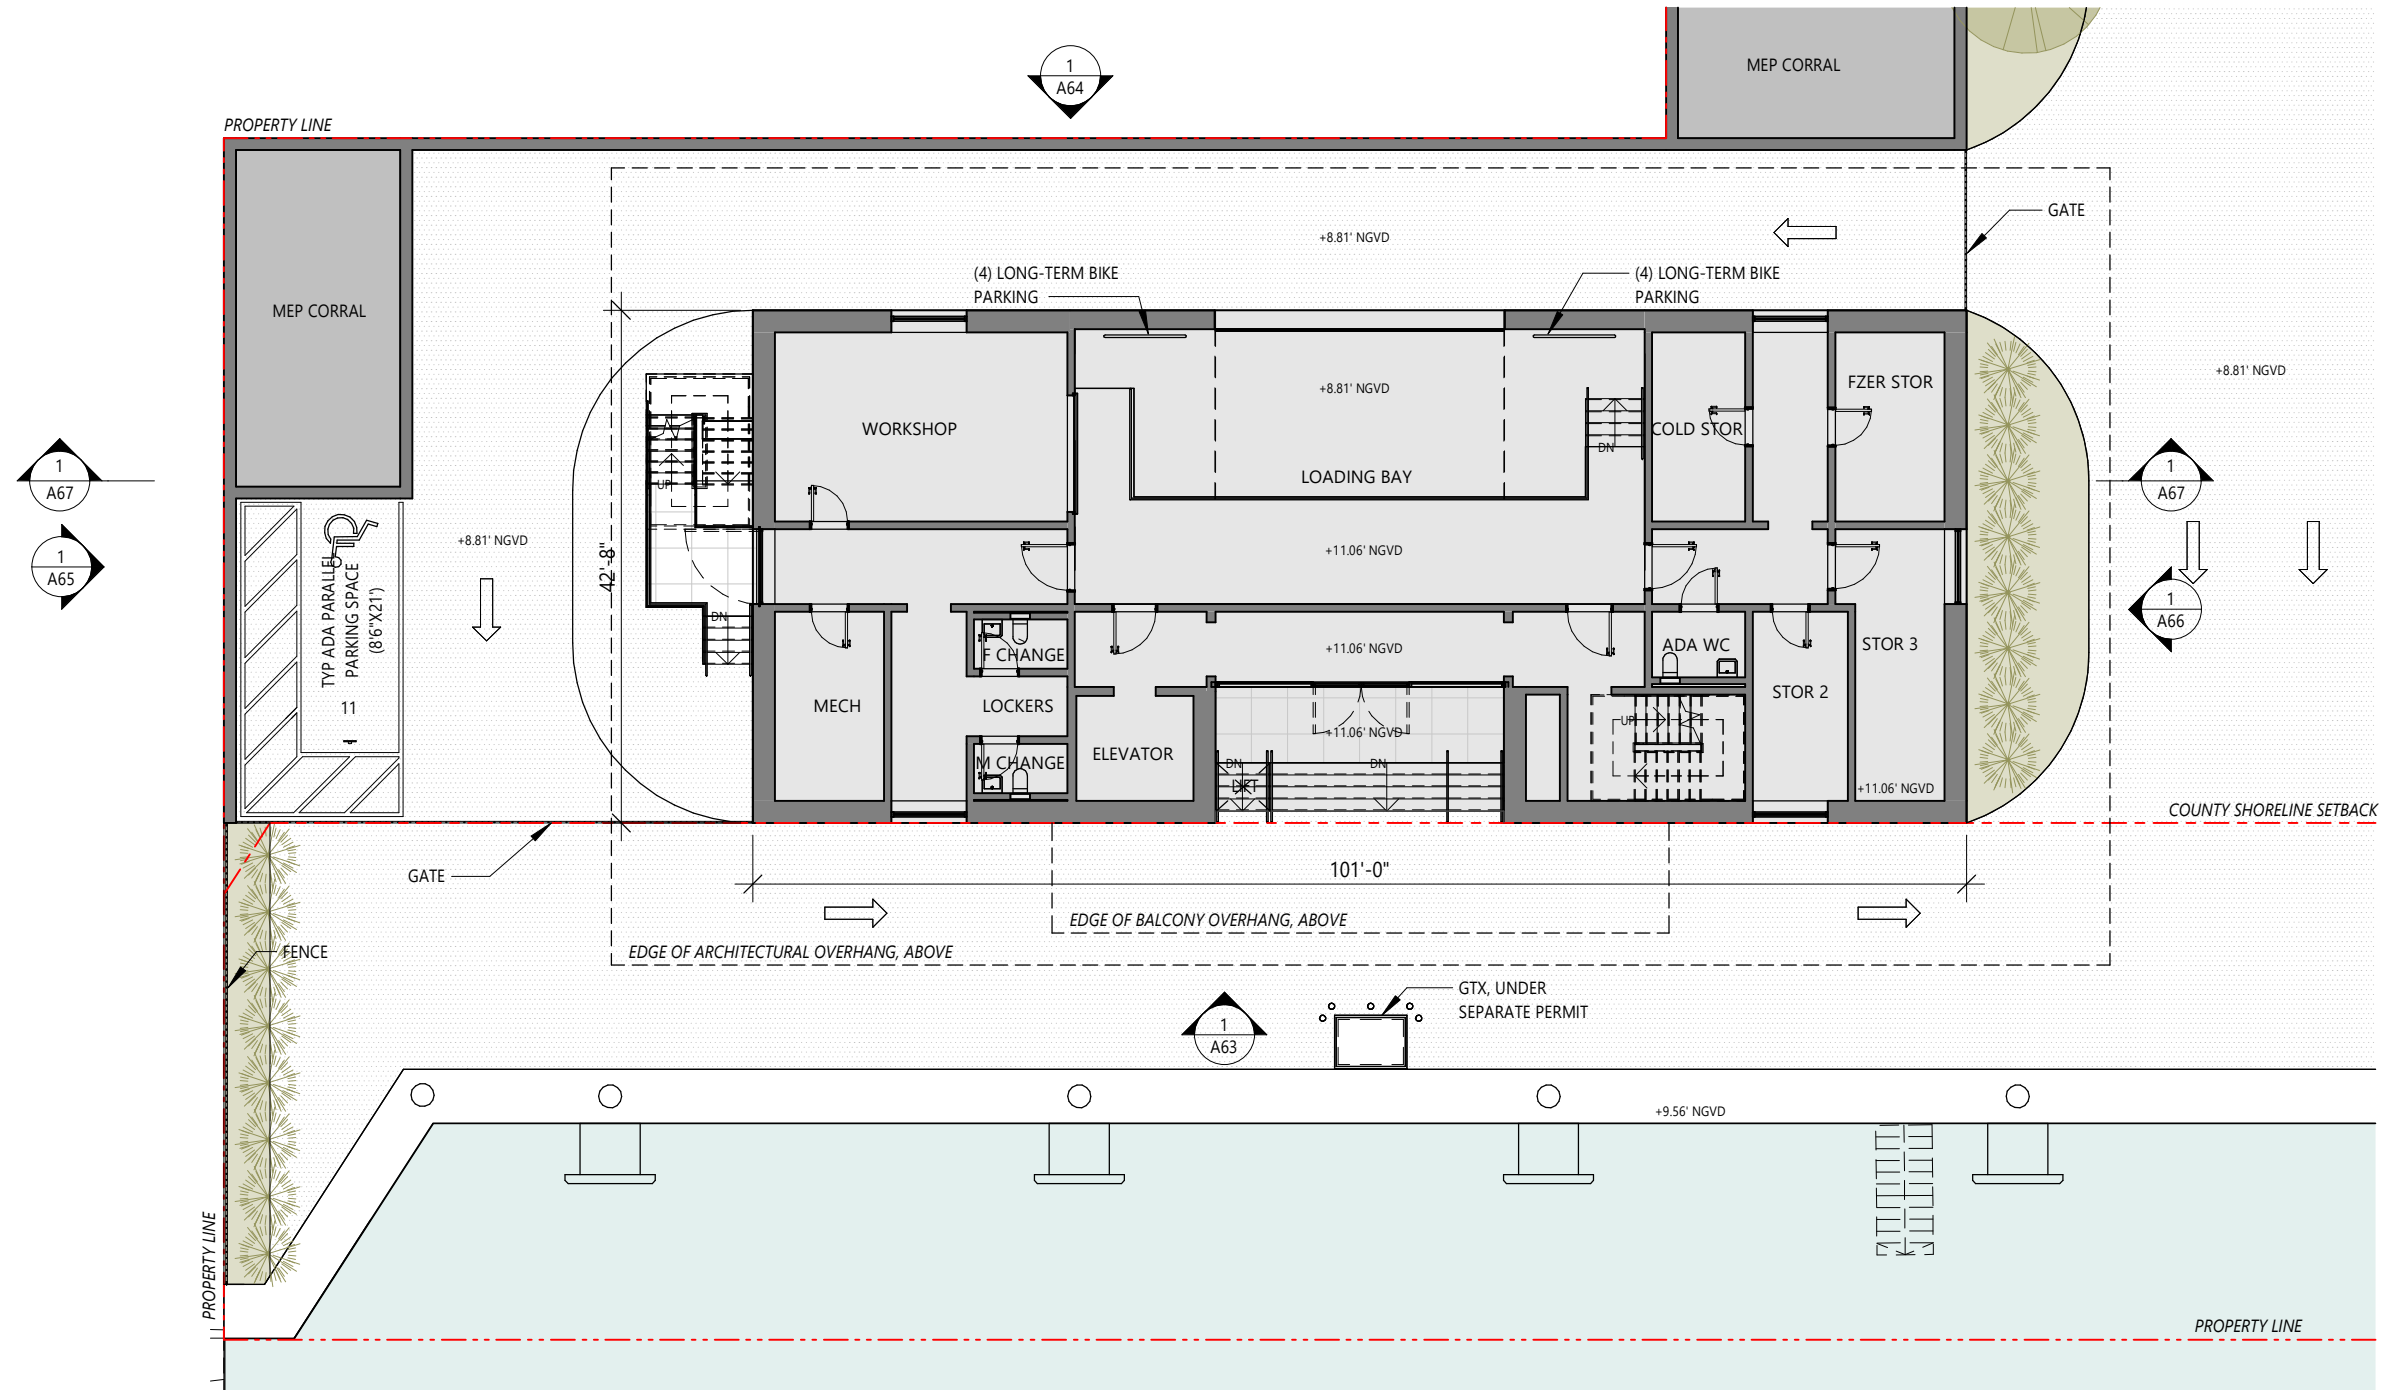 MEP CORRAL
1
A64
PROPERTY LINE
GATE
+8.81' NGVD
(4) LONG-TERM BIKE
PARKING
(4) LONG-TERM BIKE
PARKING
MEP CORRAL
+8.81' NGVD
+8.81' NGVD
FZER STOR
WORKSHOP
COLD STOR
DN
LOADING BAY
UP
1
A67
1
A67
+8.81' NGVD
+11.06' NGVD
42'-8"
1
A65
1
A66
TYP ADA PARALLEL
PARKING SPACE
(8'6"X21')
11
DN
F CHANGE
+11.06' NGVD
ADA WC
STOR 3
STOR 2
MECH
LOCKERS
UP
+11.06' NGVD
ELEVATOR
M CHANGE
DN
DN
LIFT
+11.06' NGVD
COUNTY SHORELINE SETBACK
GATE
101'-0"
EDGE OF BALCONY OVERHANG, ABOVE
EDGE OF ARCHITECTURAL OVERHANG, ABOVE
FENCE
GTX, UNDER
SEPARATE PERMIT
1
A63
+9.56' NGVD
PROPERTY LINE
PROPERTY LINE